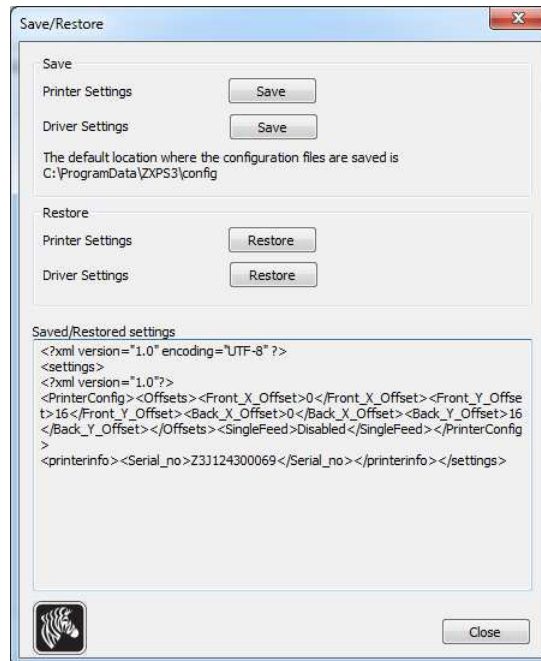 Save/Restore
Save
Printer Settings
Save
Driver Settings
Save
The default location where the configuration files are saved is
C:\ProgramData\ZXPS3\config
Restore
Printer Settings
Restore
Driver Settings
Restore
Saved/Restored settings
<?xml version="1.0" encoding="UTF-8" ?>
<settings>
<?xml version="1.0"?>
<PrinterConfig><Offsets><Front_X_Offset>0</Front_X_Offset><Front_Y_Offse
t>16</Front_Y_Offset><Back_X_Offset>0</Back_X_Offset><Back_Y_Offset>16
</Back_Y_Offset></Offsets><SingleFeed>Disabled</SingleFeed></PrinterConfig
>
<printerinfo><Serial_no>Z3J124300069</Serial_no></printerinfo></settings>
Close